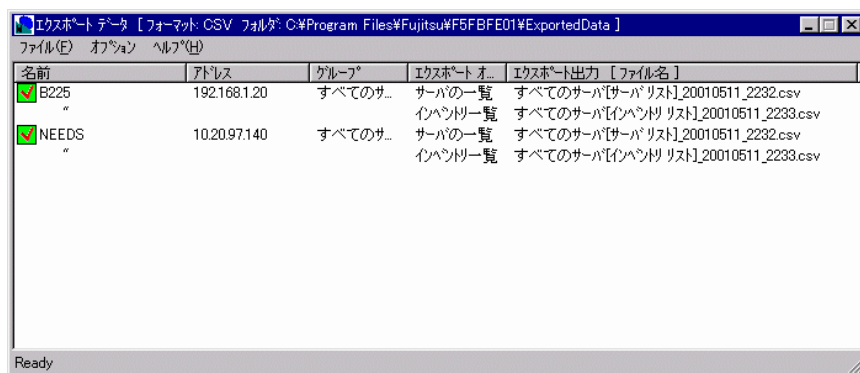 エクスポート データ [ フォーマット: CSV フォルダ: C:¥Program Files¥Fujitsu¥F5FBFE01¥ExportedData ]
ファイル(F) オプション ヘルプ(H)
名前 アドレス グループ エクスポート オ... エクスポート出力 [ ファイル名 ]
B225 192.168.1.20 すべてのサ... サーバの一覧 すべてのサーバ[サーバ リスト]_20010511_2232.csv
〃 インベントリ一覧 すべてのサーバ[インベントリ リスト]_20010511_2233.csv
NEEDS 10.20.97.140 すべてのサ... サーバの一覧 すべてのサーバ[サーバ リスト]_20010511_2232.csv
〃 インベントリ一覧 すべてのサーバ[インベントリ リスト]_20010511_2233.csv
Ready